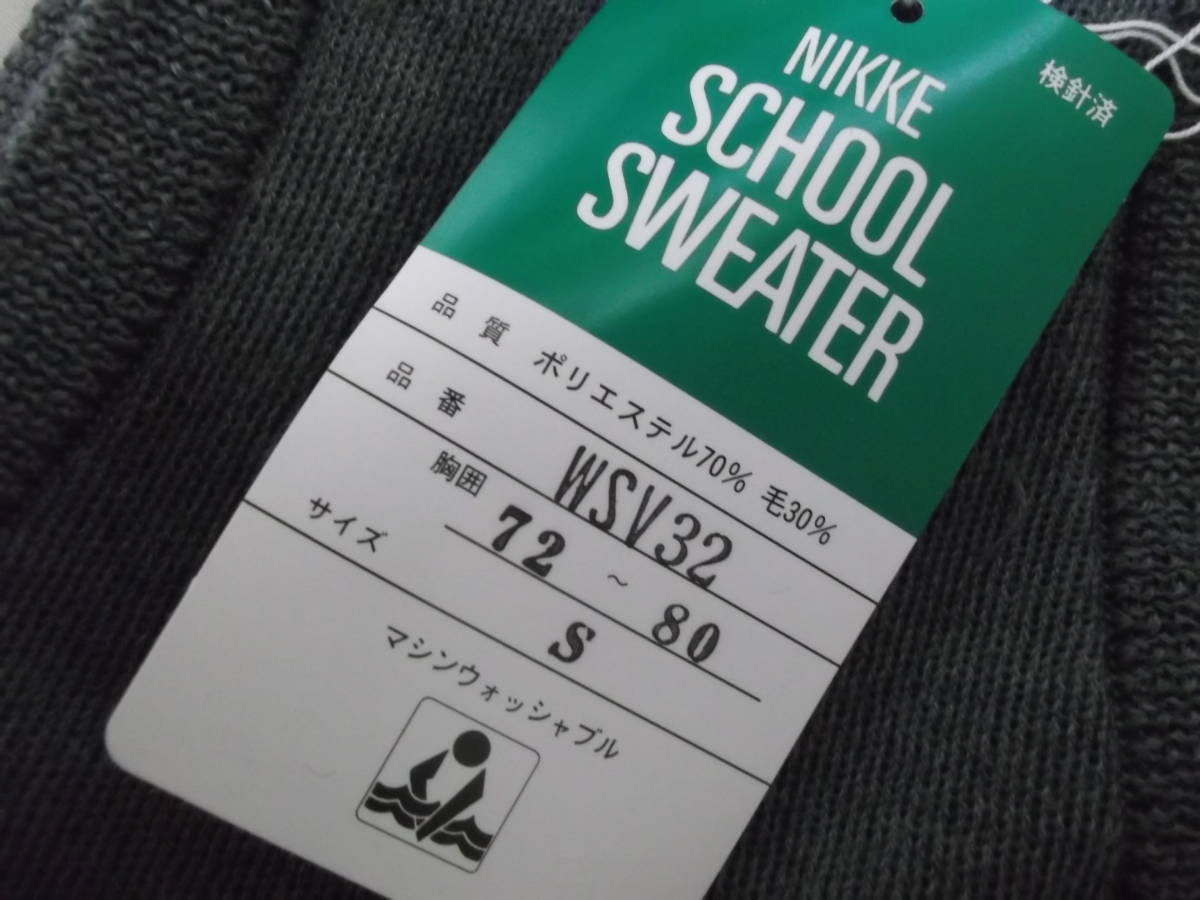 検針済
NIKKE
SCHOOL
SWEATER
品質 ポリエステル70% 毛30%
品番 WSV32
胸囲 72 ~ 80
サイズ S
マシンウォッシャブル